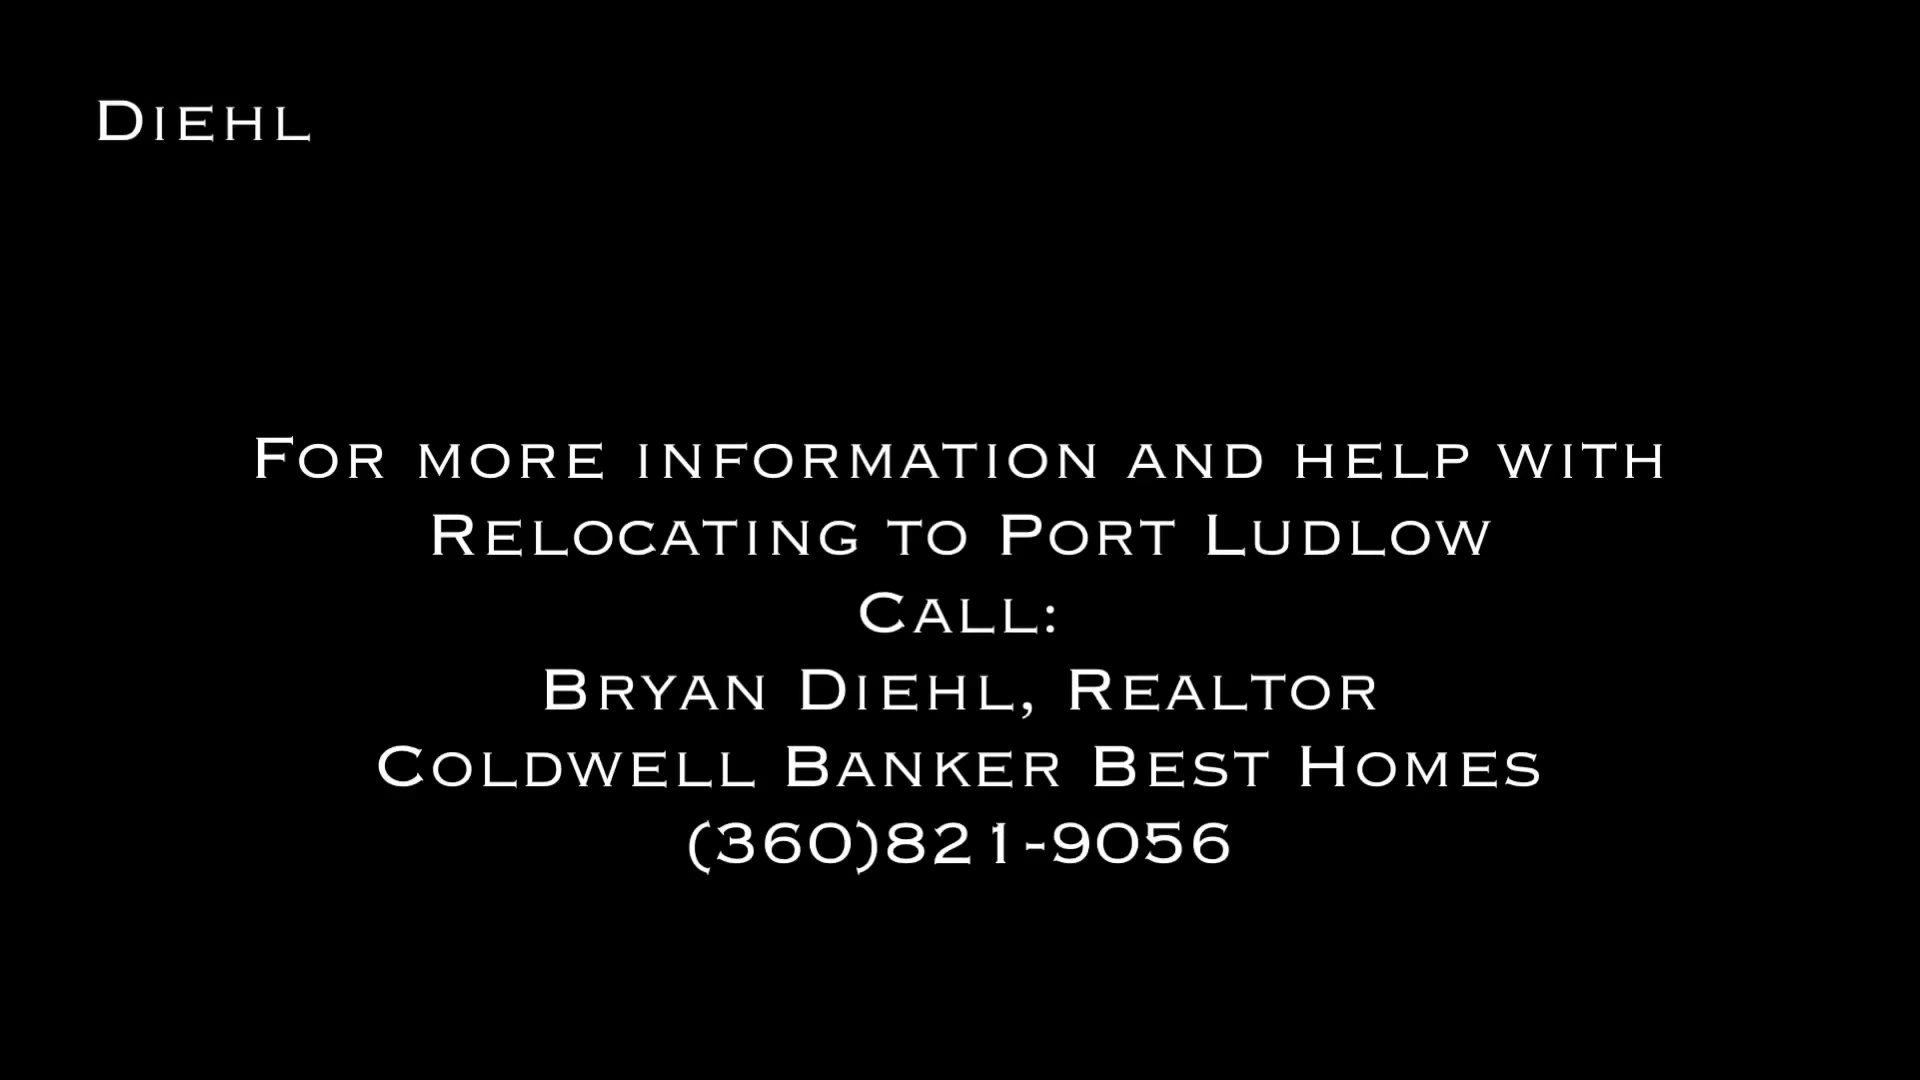 Diehl
For more information and help with
Relocating to Port Ludlow
Call:
Bryan Diehl, Realtor
Coldwell Banker Best Homes
(360)821-9056